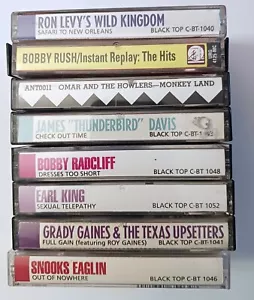 RON LEVY'S WILD KINGDOM
SAFARI TO NEW ORLEANS BLACK TOP C-BT-1040
BOBBY RUSH/Instant Replay: The Hits
ANT0011 OMAR AND THE HOWLERS—MONKEY LAND
JAMES "THUNDERBIRD" DAVIS
CHECK OUT TIME BLACK TOP C-BT
BOBBY RADCLIFF
DRESSES TOO SHORT BLACK TOP C-BT 1048
EARL KING
SEXUAL TELEPATHY BLACK TOP C-BT 1052
GRADY GAINES & THE TEXAS UPSETTERS
FULL GAIN (featuring ROY GAINES) BLACK TOP C-BT-1041
SNOOKS EAGLIN
OUT OF NOWHERE BLACK TOP C-BT 1046